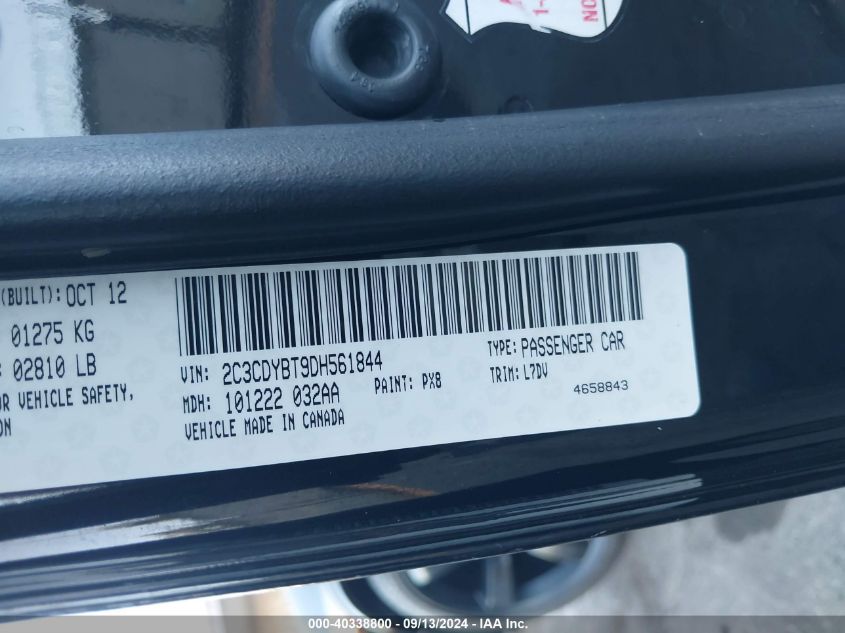 NO
(BUILT): OCT 12
01275 KG
02810 LB
OR VEHICLE SAFETY,
ON
VIN: 2C3CDYBT9DH561844
TYPE: PASSENGER CAR
MDH: 101222 032AA
PAINT: PX8
TRIM: L7DV
4658843
VEHICLE MADE IN CANADA
000-40338800 - 09/13/2024 - IAA Inc.